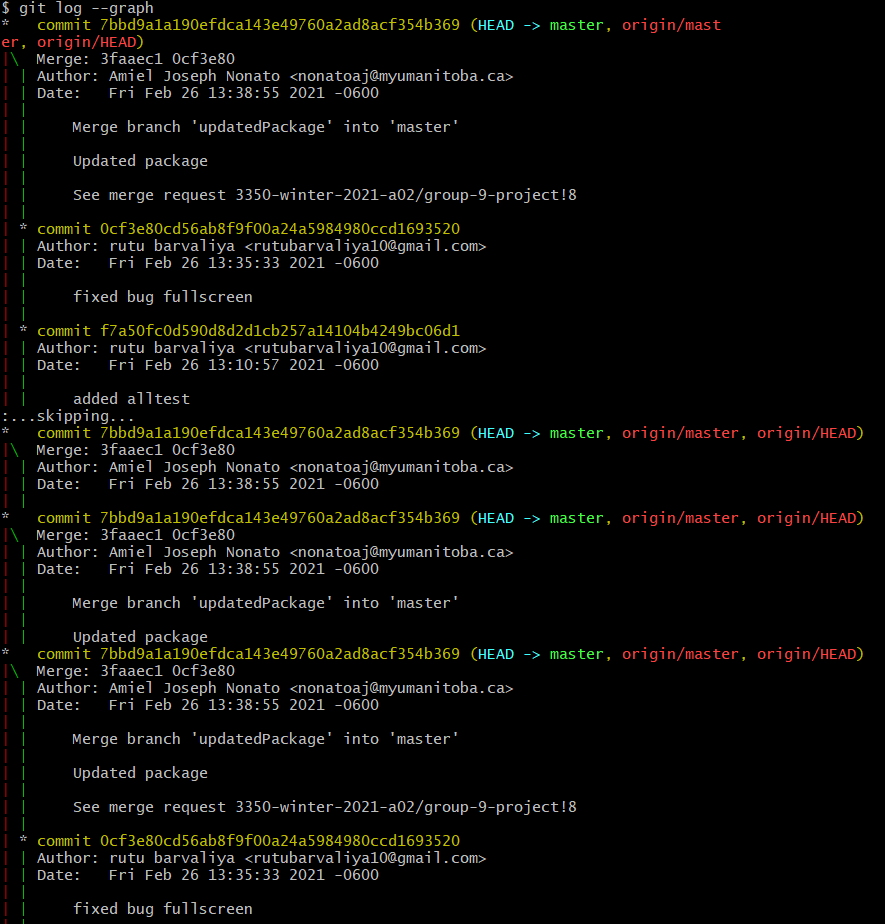 $ git log --graph
*   commit 7bbd9a1a190efdca143e49760a2ad8acf354b369 (HEAD -> master, origin/mast
er, origin/HEAD)
|\  Merge: 3faaec1 0cf3e80
| | Author: Amiel Joseph Nonato <nonatoaj@myumanitoba.ca>
| | Date:   Fri Feb 26 13:38:55 2021 -0600
| |
| |     Merge branch 'updatedPackage' into 'master'
| |
| |     Updated package
| |
| |     See merge request 3350-winter-2021-a02/group-9-project!8
| |
| * commit 0cf3e80cd56ab8f9f00a24a5984980ccd1693520
| | Author: rutu barvaliya <rutubarvaliya10@gmail.com>
| | Date:   Fri Feb 26 13:35:33 2021 -0600
| |
| |     fixed bug fullscreen
| |
| * commit f7a50fc0d590d8d2d1cb257a14104b4249bc06d1
| | Author: rutu barvaliya <rutubarvaliya10@gmail.com>
| | Date:   Fri Feb 26 13:10:57 2021 -0600
| |
| |     added alltest
:...skipping...
*   commit 7bbd9a1a190efdca143e49760a2ad8acf354b369 (HEAD -> master, origin/master, origin/HEAD)
|\  Merge: 3faaec1 0cf3e80
| | Author: Amiel Joseph Nonato <nonatoaj@myumanitoba.ca>
| | Date:   Fri Feb 26 13:38:55 2021 -0600
| |
*   commit 7bbd9a1a190efdca143e49760a2ad8acf354b369 (HEAD -> master, origin/master, origin/HEAD)
|\  Merge: 3faaec1 0cf3e80
| | Author: Amiel Joseph Nonato <nonatoaj@myumanitoba.ca>
| | Date:   Fri Feb 26 13:38:55 2021 -0600
| |
| |     Merge branch 'updatedPackage' into 'master'
| |
| |     Updated package
*   commit 7bbd9a1a190efdca143e49760a2ad8acf354b369 (HEAD -> master, origin/master, origin/HEAD)
|\  Merge: 3faaec1 0cf3e80
| | Author: Amiel Joseph Nonato <nonatoaj@myumanitoba.ca>
| | Date:   Fri Feb 26 13:38:55 2021 -0600
| |
| |     Merge branch 'updatedPackage' into 'master'
| |
| |     Updated package
| |
| |     See merge request 3350-winter-2021-a02/group-9-project!8
| |
| * commit 0cf3e80cd56ab8f9f00a24a5984980ccd1693520
| | Author: rutu barvaliya <rutubarvaliya10@gmail.com>
| | Date:   Fri Feb 26 13:35:33 2021 -0600
| |
| |     fixed bug fullscreen
| |